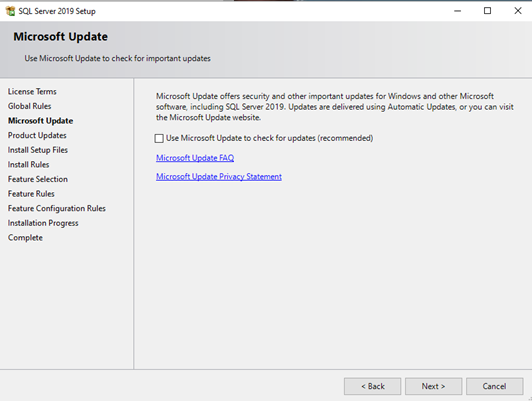 SQL Server 2019 Setup
Microsoft Update
Use Microsoft Update to check for important updates
License Terms
Global Rules
Microsoft Update
Product Updates
Install Setup Files
Install Rules
Feature Selection
Feature Rules
Feature Configuration Rules
Installation Progress
Complete
Microsoft Update offers security and other important updates for Windows and other Microsoft
software, including SQL Server 2019. Updates are delivered using Automatic Updates, or you can visit
the Microsoft Update website.
Use Microsoft Update to check for updates (recommended)
Microsoft Update FAQ
Microsoft Update Privacy Statement
< Back
Next >
Cancel